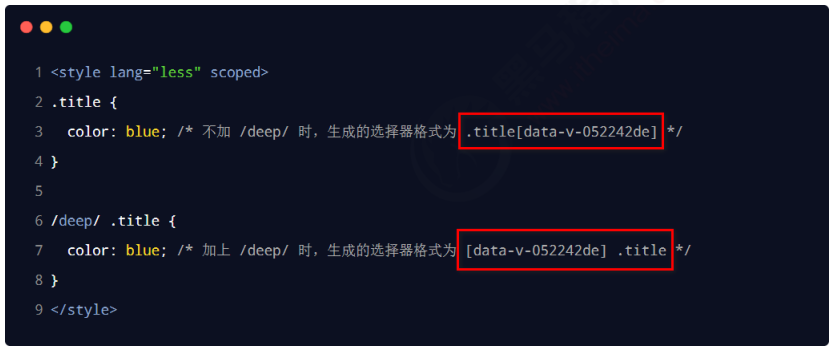 1 <style lang="less" scoped>
2 .title {
3 color: blue; /* 不加 /deep/ 时，生成的选择器格式为 .title[data-v-052242de] */
4 }
5
6 /deep/ .title {
7 color: blue; /* 加上 /deep/ 时，生成的选择器格式为 [data-v-052242de] .title */
8 }
9 </style>